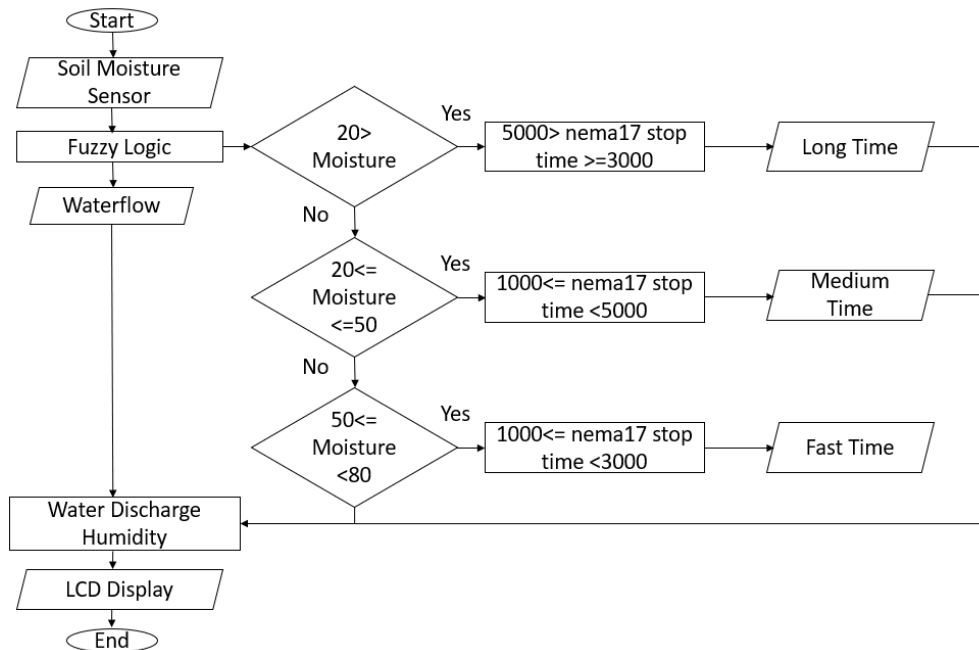 Start
Soil Moisture
Sensor
Fuzzy Logic
Waterflow
20>
Moisture
Yes
5000> nema17 stop
time >=3000
Long Time
No
20<=
Moisture
<=50
Yes
1000<= nema17 stop
time <5000
Medium
Time
No
50<=
Moisture
<80
Yes
1000<= nema17 stop
time <3000
Fast Time
Water Discharge
Humidity
LCD Display
End